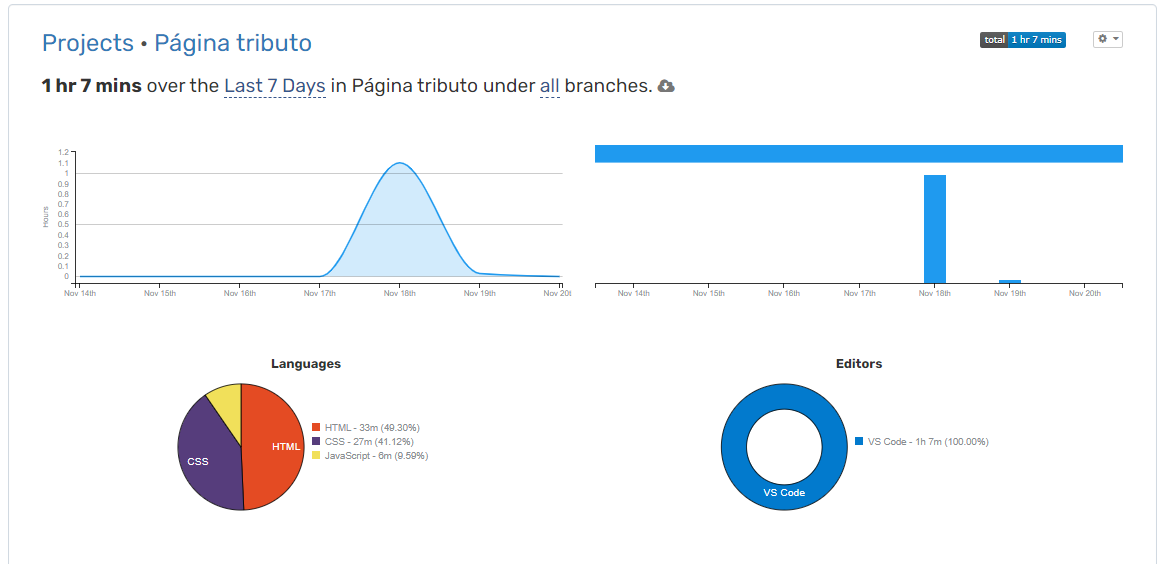 Projects • Página tributo
total 1 hr 7 mins
1 hr 7 mins over the Last 7 Days in Página tributo under all branches.
1.2
1.1
1
0.9
0.8
0.7
0.6
0.5
0.4
0.3
0.2
0.1
0
Hours
Nov 14th Nov 15th Nov 16th Nov 17th Nov 18th Nov 19th Nov 20t
Nov 14th Nov 15th Nov 16th Nov 17th Nov 18th Nov 19th Nov 20th
Languages
HTML
CSS
HTML - 33m (49.30%)
CSS - 27m (41.12%)
JavaScript - 6m (9.59%)
Editors
VS Code
VS Code - 1h 7m (100.00%)